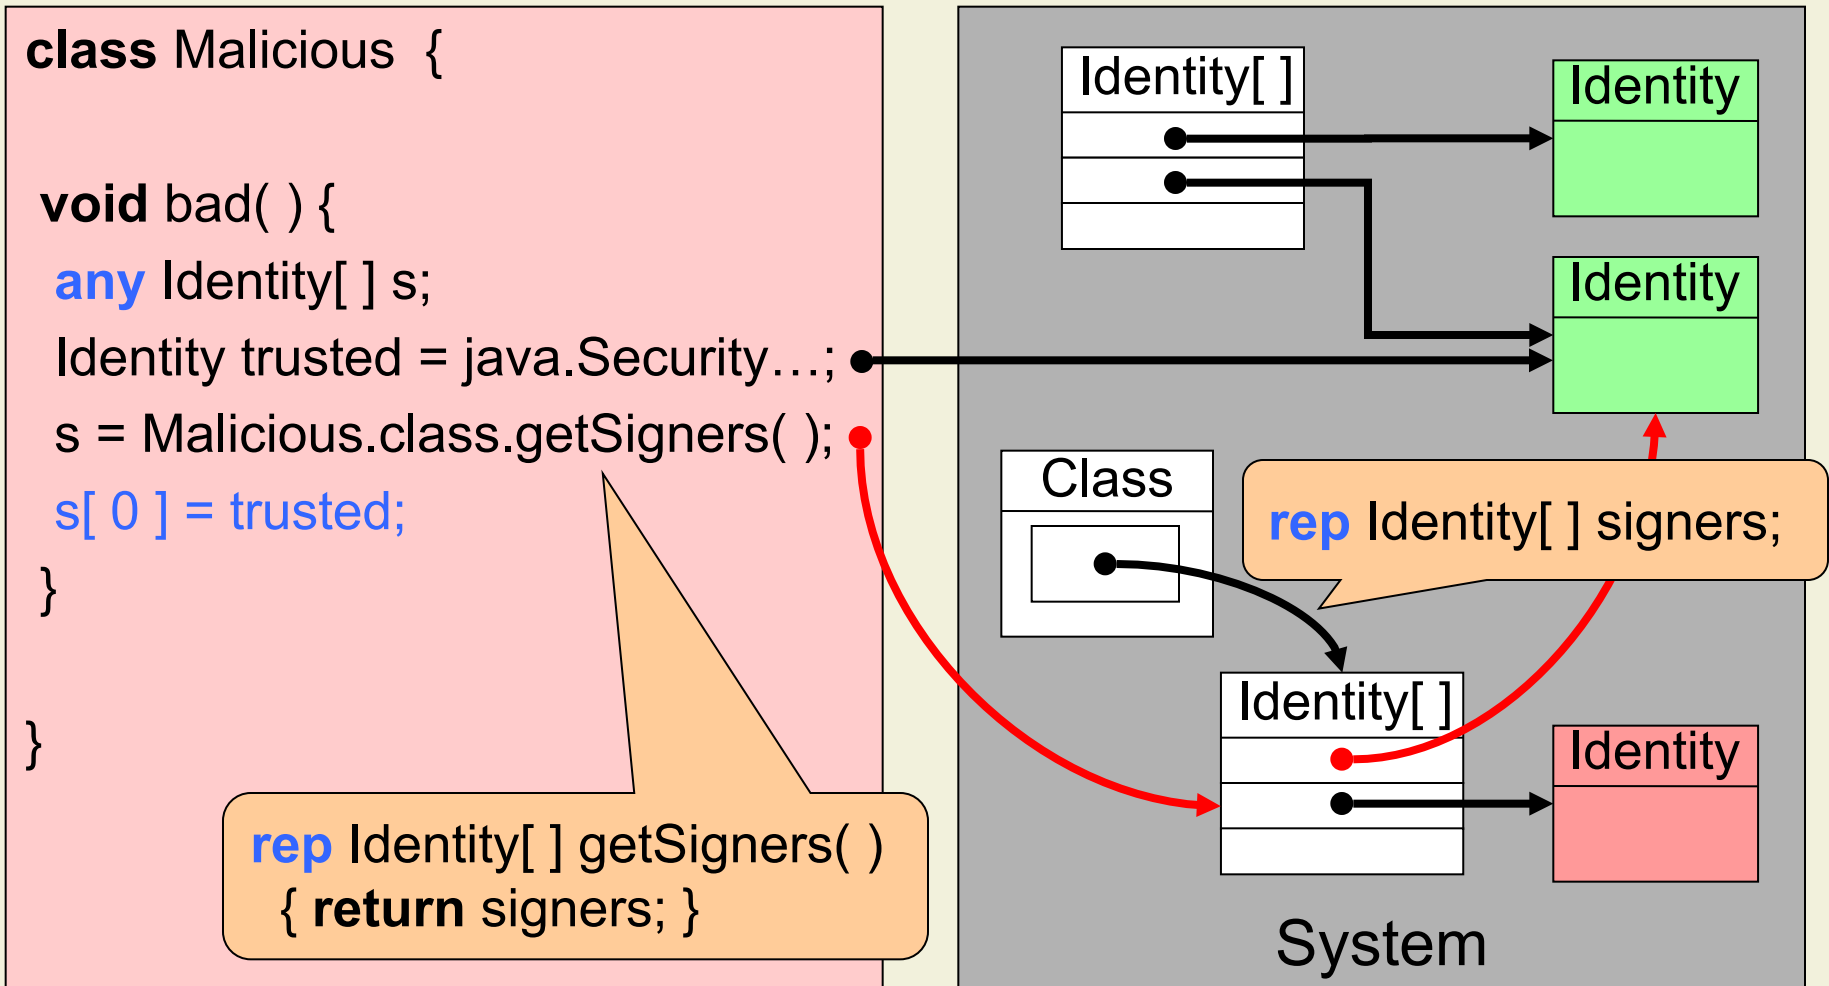 class Malicious {
void bad( ) {
any Identity[ ] s;
Identity trusted = java.Security…;
s = Malicious.class.getSigners( );
s[ 0 ] = trusted;
}
}
rep Identity[ ] getSigners( )
{ return signers; }
Identity[ ]
Identity
Identity
Class
rep Identity[ ] signers;
Identity[ ]
Identity
System